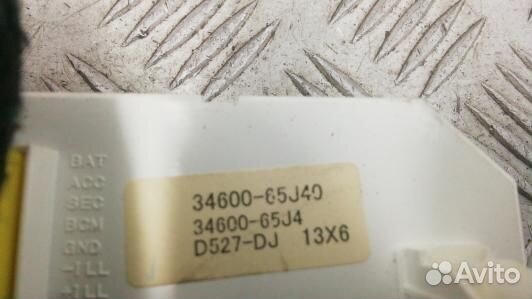 BAT
ACC
SEC
BCM
GND
-ILL
+ILL
34600-65J40
34600-65J4
D527-DJ 13X6
Avito